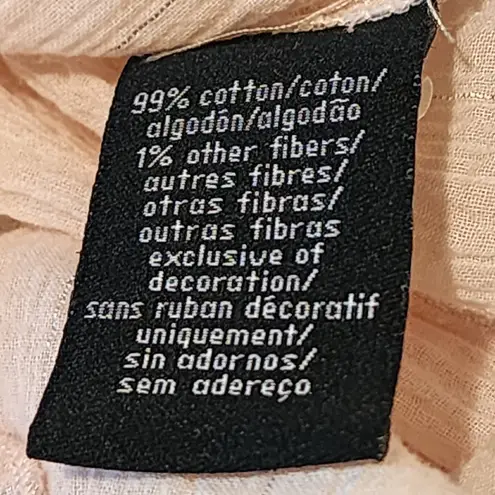 99% cotton/coton/
algodón/algodão
1% other fibers/
autres fibres/
otras fibras/
outras fibras
exclusive of
decoration/
sans ruban décoratif
uniquement/
sin adornos/
sem adereço